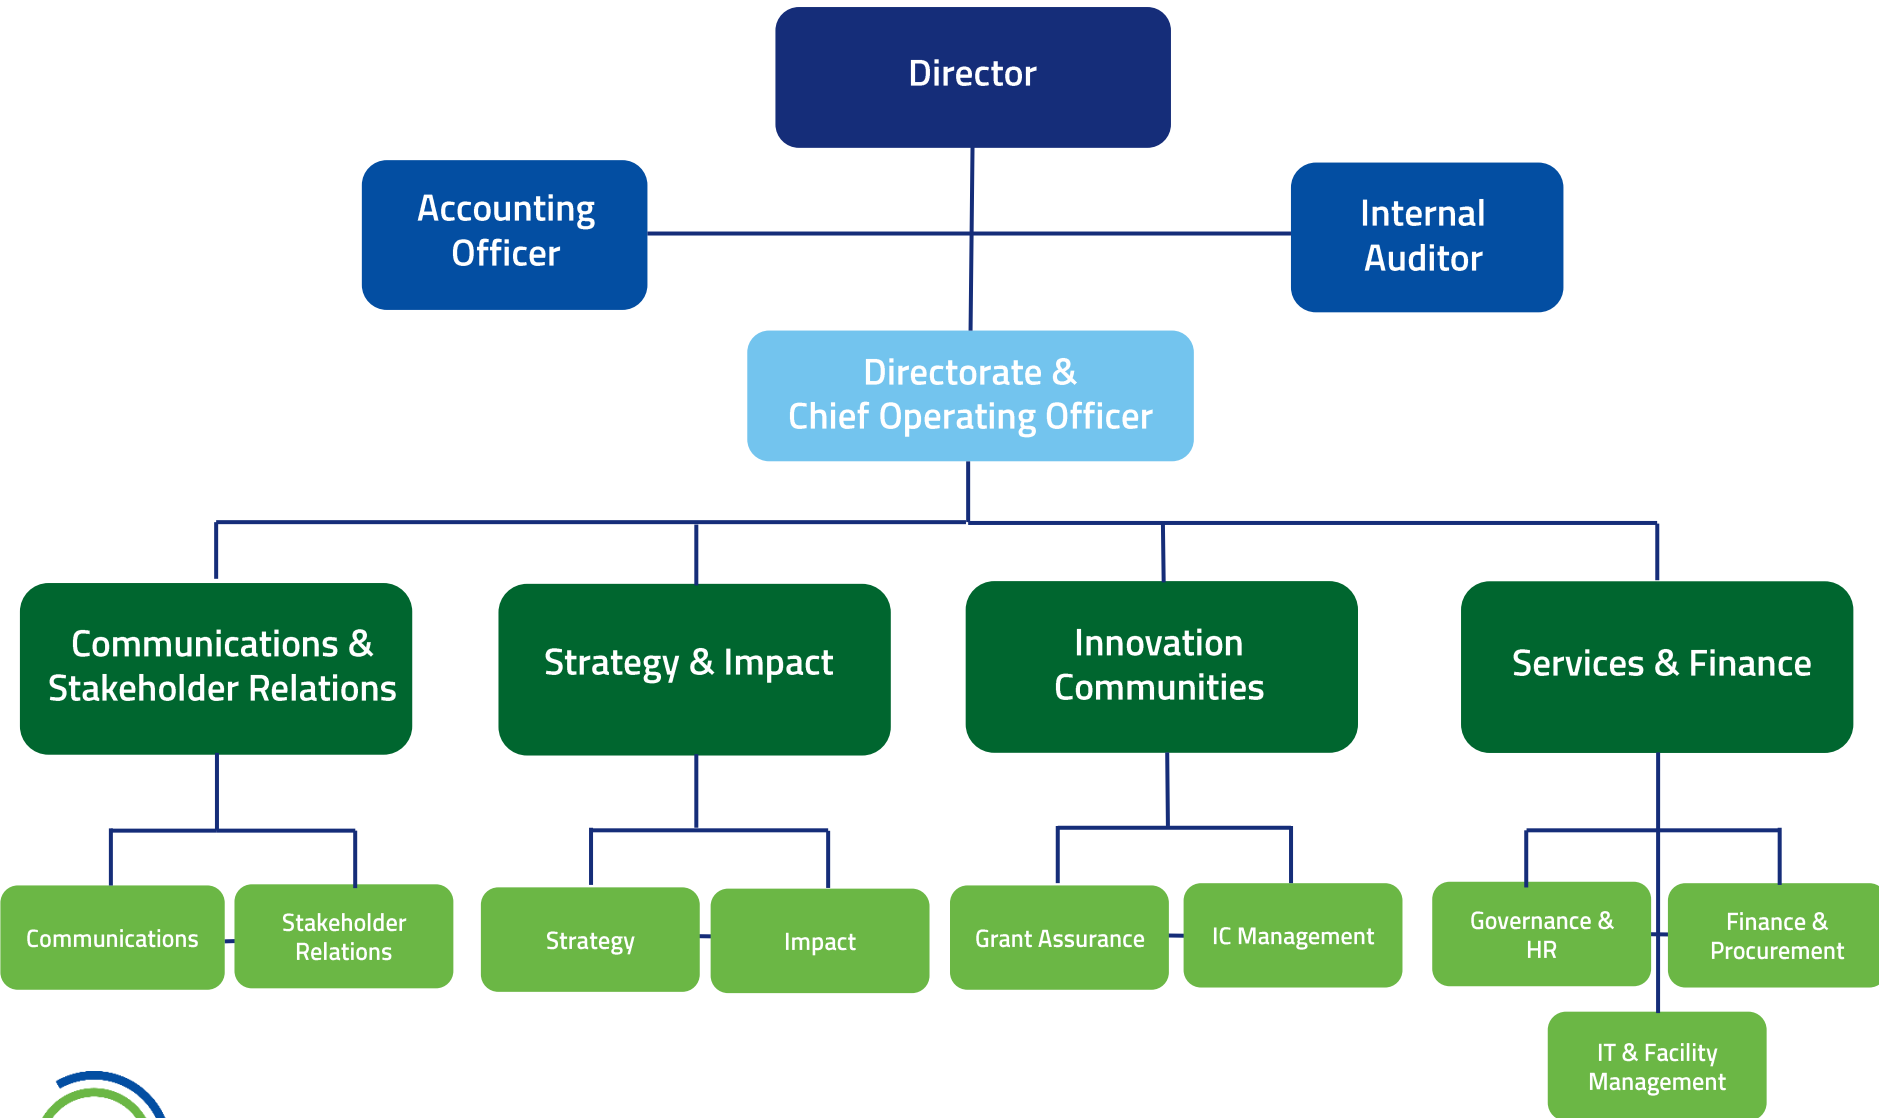 Director
Accounting
Officer
Internal
Auditor
Directorate &
Chief Operating Officer
Communications &
Stakeholder Relations
Strategy & Impact
Innovation
Communities
Services & Finance
Communications
Stakeholder
Relations
Strategy
Impact
Grant Assurance
IC Management
Governance &
HR
Finance &
Procurement
IT & Facility
Management